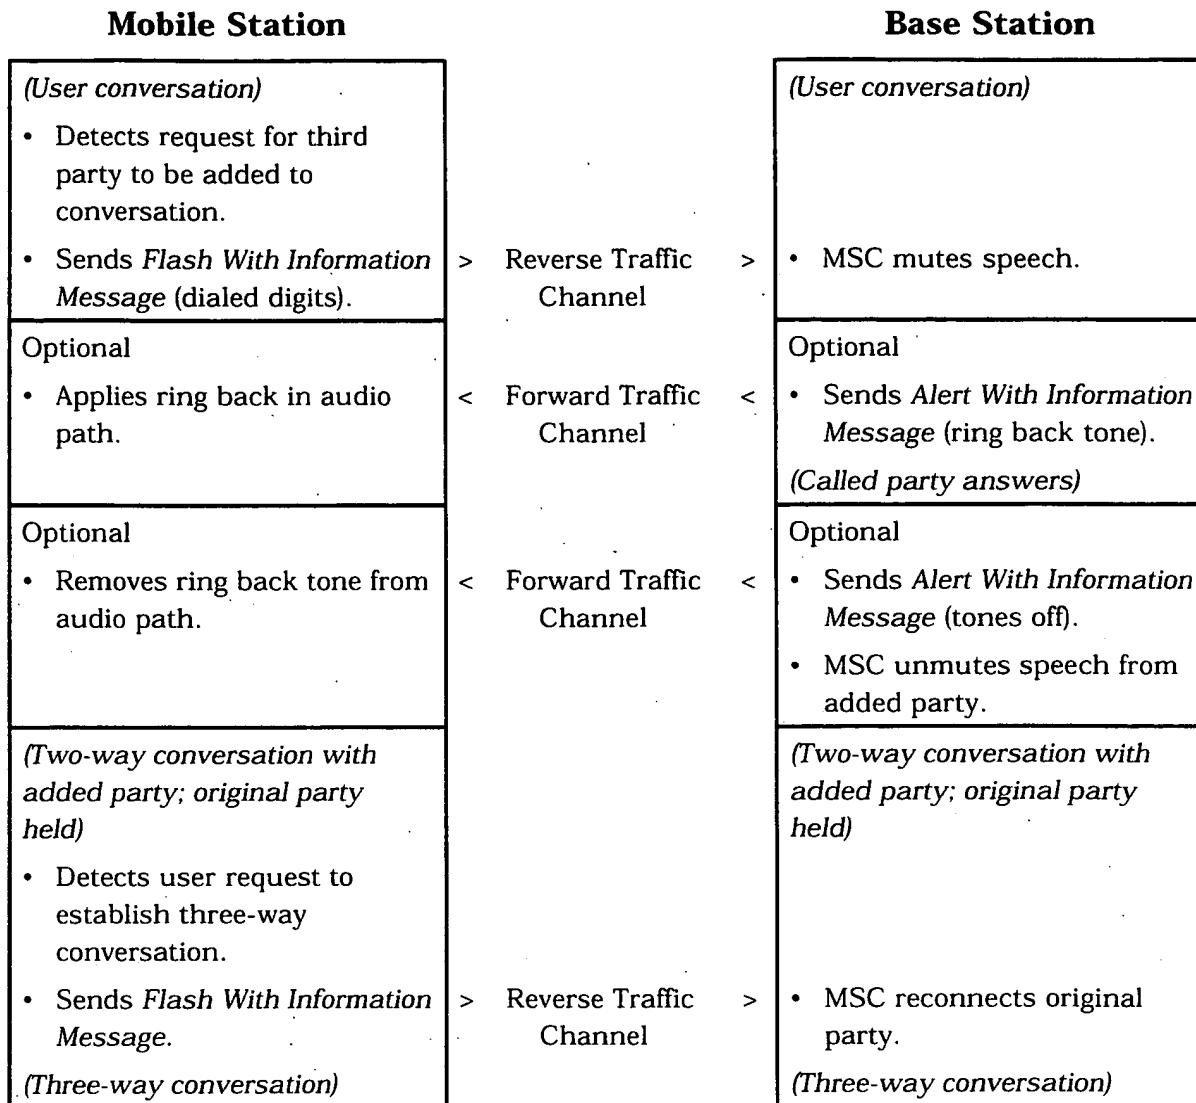 Mobile Station
Base Station
(User conversation)
(User conversation)
• Detects request for third
party to be added to
conversation.
• Sends Flash With Information > Reverse Traffic > • MSC mutes speech.
Message (dialed digits). Channel
Optional
Optional
• Applies ring back in audio < Forward Traffic < • Sends Alert With Information
path. Channel Message (ring back tone).
(Called party answers)
Optional
Optional
• Removes ring back tone from < Forward Traffic < • Sends Alert With Information
audio path. Channel Message (tones off).
• MSC unmutes speech from
added party.
(Two-way conversation with
added party; original party
held)
(Two-way conversation with
added party; original party
held)
• Detects user request to
establish three-way
conversation.
• Sends Flash With Information > Reverse Traffic > • MSC reconnects original
Message. Channel party.
(Three-way conversation)
(Three-way conversation)